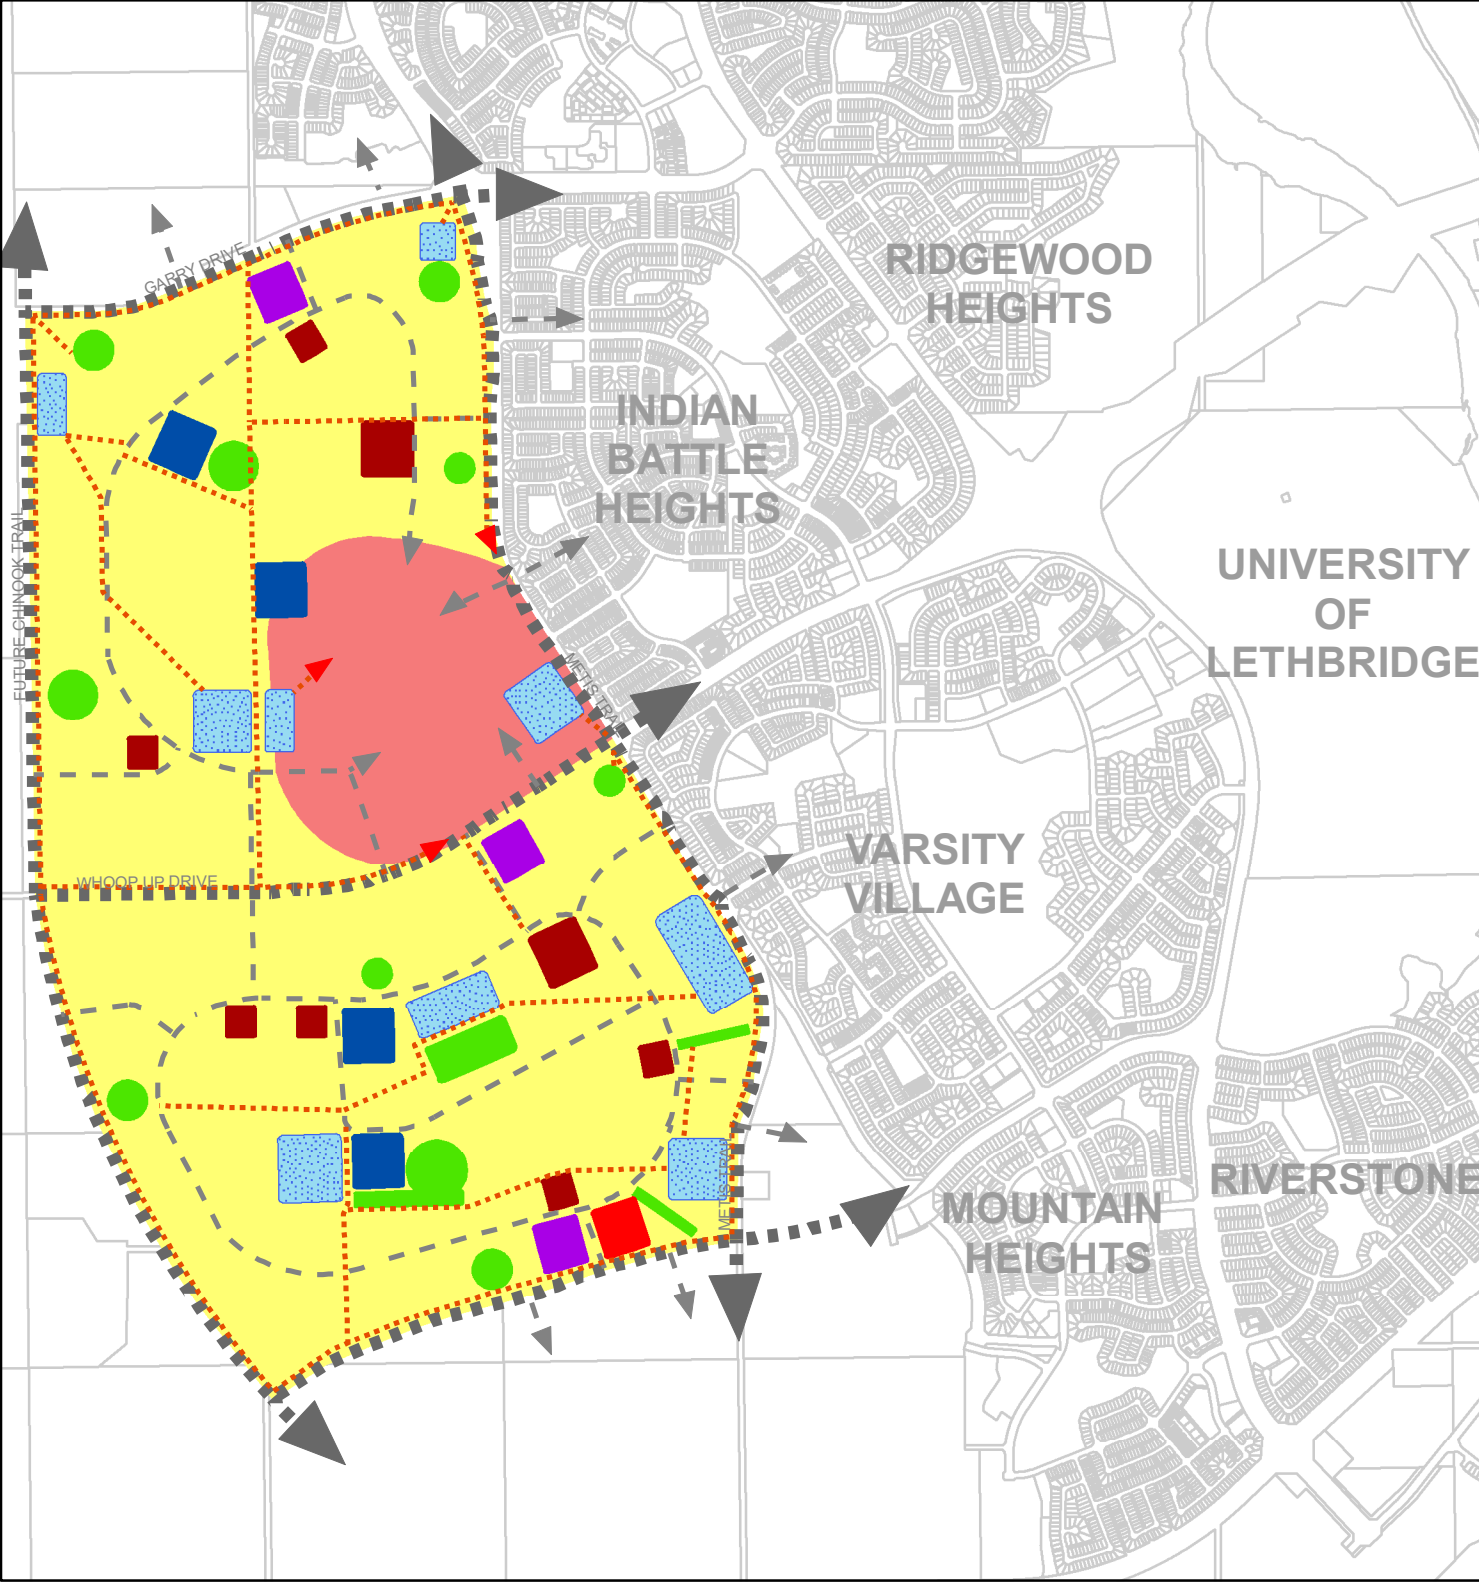 GARRY DRIVE
RIDGEWOOD
HEIGHTS
INDIAN
BATTLE
HEIGHTS
FUTURE CHINOOK TRAIL
UNIVERSITY
OF
LETHBRIDGE
METIS TRAIL
WHOOP UP DRIVE
VARSITY
VILLAGE
METIS TRAIL
MOUNTAIN
HEIGHTS
RIVERSTONE